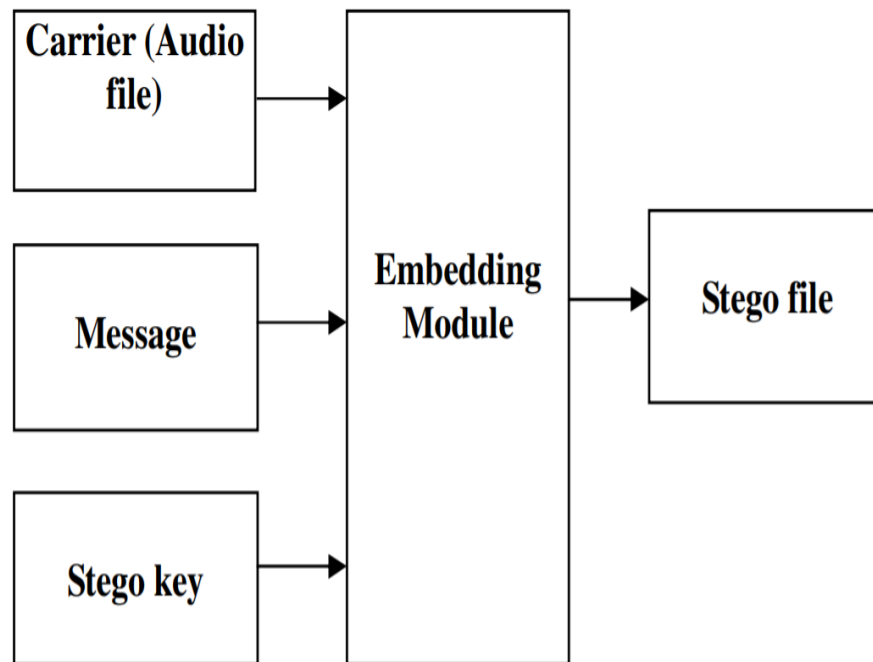 Carrier (Audio
file)
Message
Stego key
Embedding
Module
Stego file